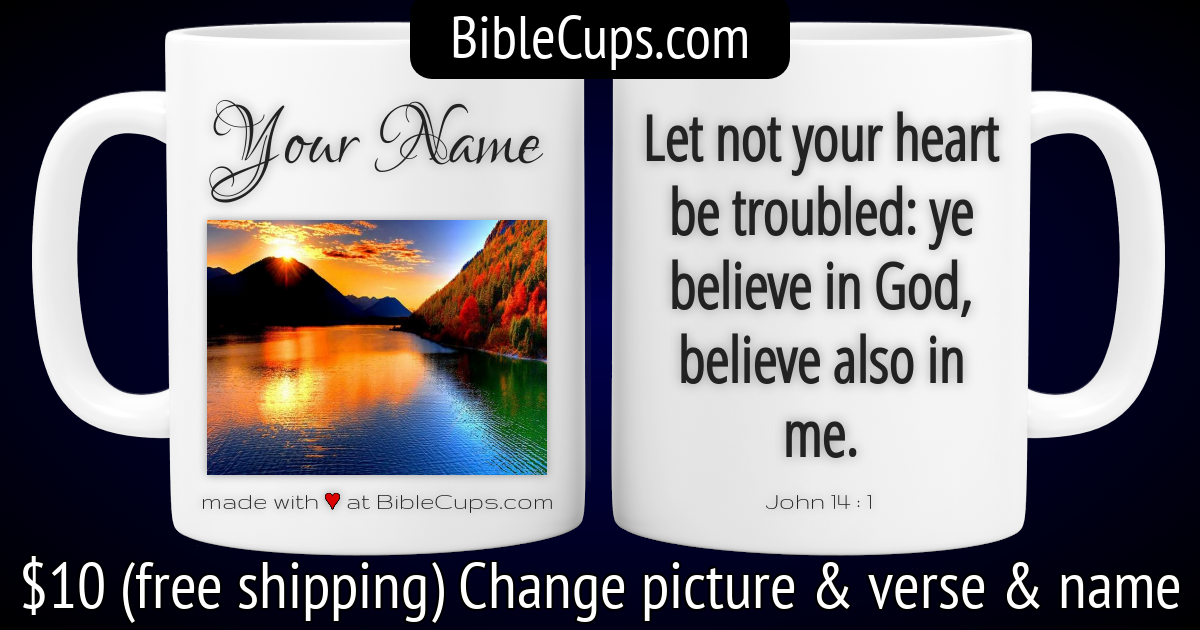 BibleCups.com
Your Name
made with ♥ at BibleCups.com
Let not your heart
be troubled: ye
believe in God,
believe also in
me.
John 14 : 1
$10 (free shipping) Change picture & verse & name